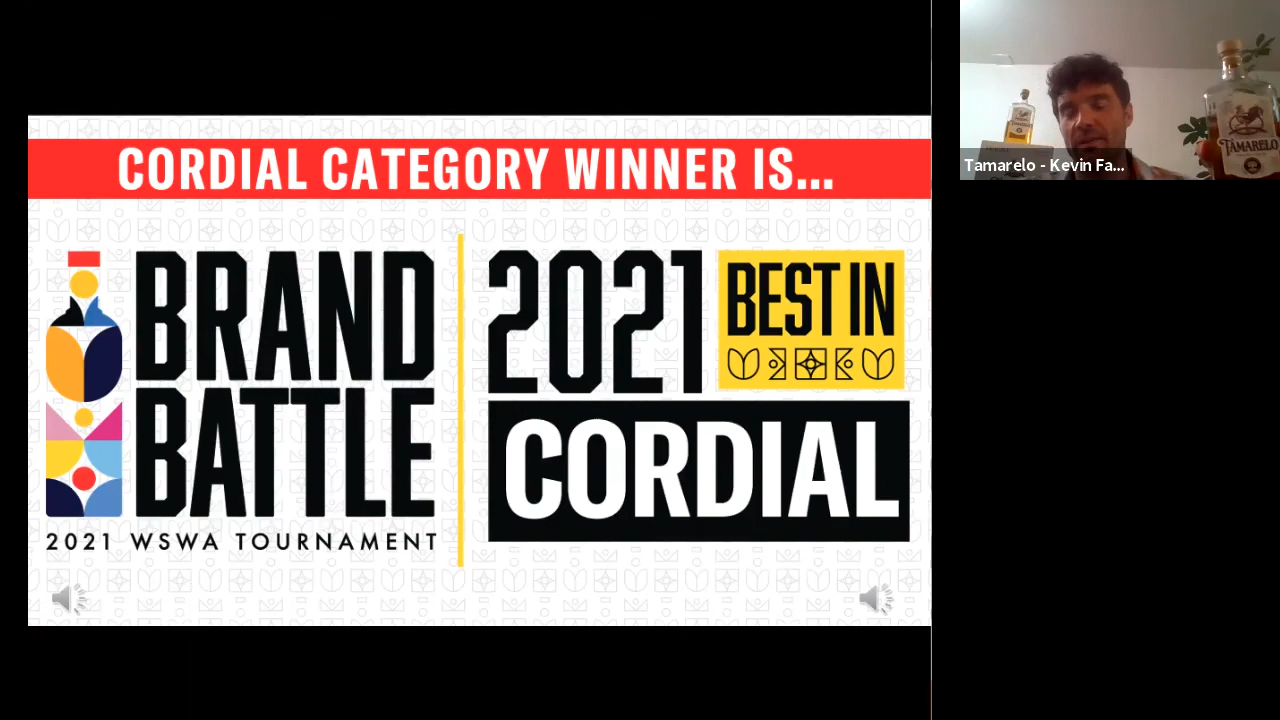 CORDIAL CATEGORY WINNER IS...
BRAND
BATTLE
2021 WSWA TOURNAMENT
2021
BEST IN
CORDIAL
Tamarelo - Kevin Fa...
TAMARELO